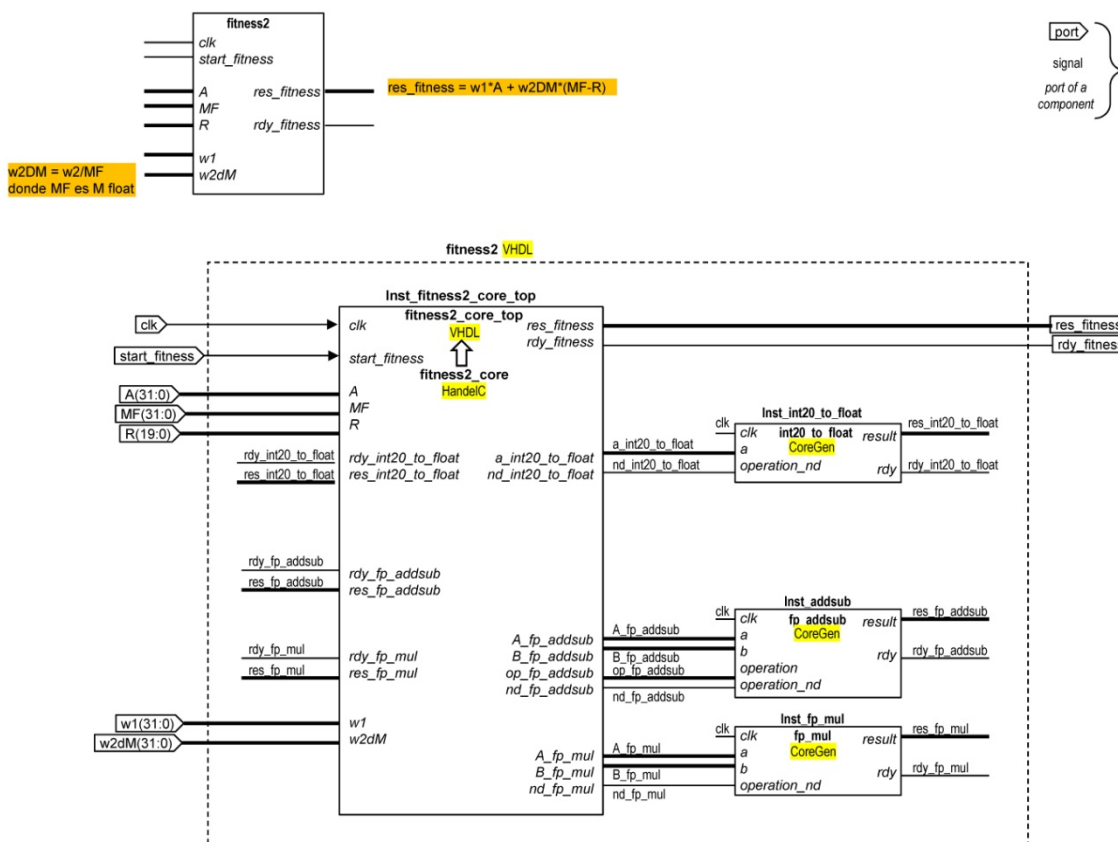 fitness2
clk
start_fitness
A
MF
R
w1
w2dM
res_fitness
rdy_fitness
res_fitness = w1*A + w2DM*(MF-R)
w2DM = w2/MF
donde MF es M float
port
signal
port of a
component
fitness2 VHDL
Inst_fitness2_core_top
fitness2_core_top
VHDL
fitness2_core
HandelC
clk
start_fitness
A(31:0)
MF(31:0)
R(19:0)
rdy_int20_to_float
res_int20_to_float
rdy_fp_addsub
res_fp_addsub
rdy_fp_mul
res_fp_mul
w1(31:0)
w2dM(31:0)
clk
start_fitness
A
MF
R
rdy_int20_to_float
res_int20_to_float
rdy_fp_addsub
res_fp_addsub
rdy_fp_mul
res_fp_mul
w1
w2dM
res_fitness
rdy_fitness
a_int20_to_float
nd_int20_to_float
A_fp_addsub
B_fp_addsub
op_fp_addsub
nd_fp_addsub
A_fp_mul
B_fp_mul
nd_fp_mul
res_fitness
rdy_fitness
Inst_int20_to_float
int20_to_float
CoreGen
clk
a_int20_to_float
nd_int20_to_float
clk
a
operation_nd
result
rdy
res_int20_to_float
rdy_int20_to_float
Inst_addsub
fp_addsub
CoreGen
clk
A_fp_addsub
B_fp_addsub
op_fp_addsub
nd_fp_addsub
clk
a
b
operation
operation_nd
result
rdy
res_fp_addsub
rdy_fp_addsub
Inst_fp_mul
fp_mul
CoreGen
clk
A_fp_mul
B_fp_mul
nd_fp_mul
clk
a
b
operation_nd
result
rdy
res_fp_mul
rdy_fp_mul